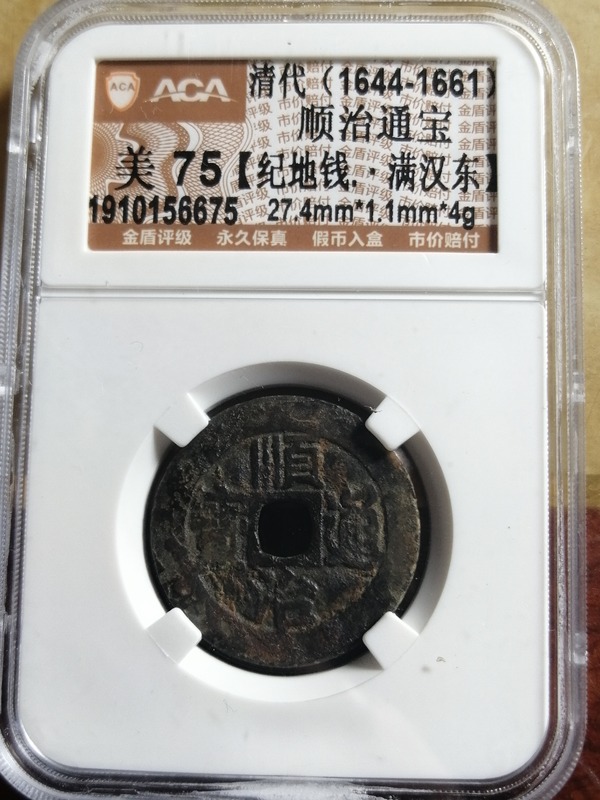 ACA ACA 清代（1644-1661）
顺治通宝
美 75【纪地钱·满汉东】
1910156675 27.4mm*1.1mm*4g
金盾评级 永久保真 假币入盒 市价赔付
顺治通寳